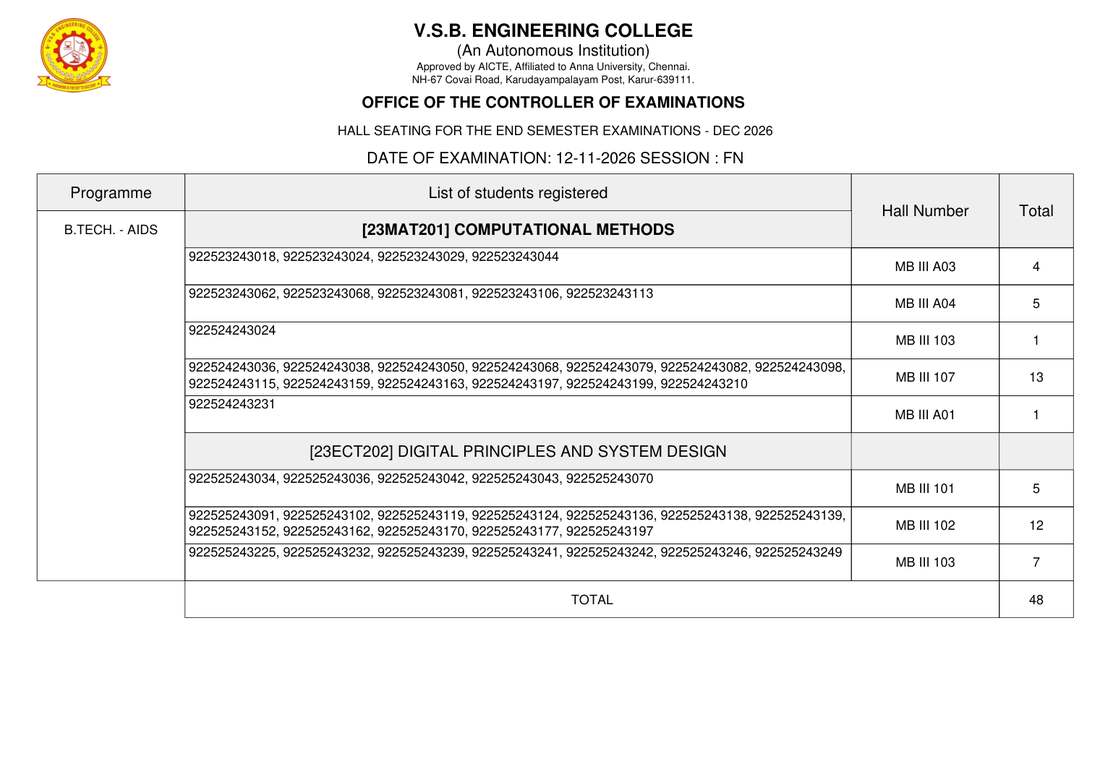 V.S.B. ENGINEERING COLLEGE
(An Autonomous Institution)
Approved by AICTE, Affiliated to Anna University, Chennai.
NH-67 Covai Road, Karudayampalayam Post, Karur-639111.
OFFICE OF THE CONTROLLER OF EXAMINATIONS
HALL SEATING FOR THE END SEMESTER EXAMINATIONS - DEC 2026
DATE OF EXAMINATION: 12-11-2026 SESSION : FN
Programme List of students registered Hall Number Total
B.TECH. - AIDS [23MAT201] COMPUTATIONAL METHODS
922523243018, 922523243024, 922523243029, 922523243044 MB III A03 4
922523243062, 922523243068, 922523243081, 922523243106, 922523243113 MB III A04 5
922524243024 MB III 103 1
922524243036, 922524243038, 922524243050, 922524243068, 922524243079, 922524243082, 922524243098,
922524243115, 922524243159, 922524243163, 922524243197, 922524243199, 922524243210 MB III 107 13
922524243231 MB III A01 1
[23ECT202] DIGITAL PRINCIPLES AND SYSTEM DESIGN
922525243034, 922525243036, 922525243042, 922525243043, 922525243070 MB III 101 5
922525243091, 922525243102, 922525243119, 922525243124, 922525243136, 922525243138, 922525243139,
922525243152, 922525243162, 922525243170, 922525243177, 922525243197 MB III 102 12
922525243225, 922525243232, 922525243239, 922525243241, 922525243242, 922525243246, 922525243249 MB III 103 7
TOTAL 48